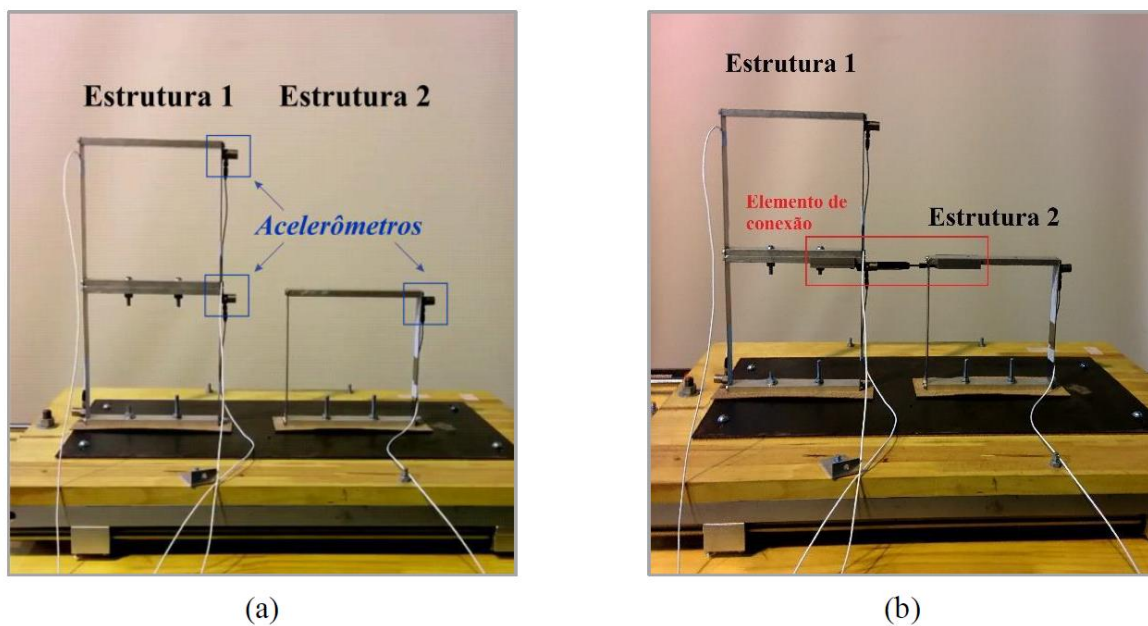 Estrutura 1
Estrutura 2
Acelerômetros
(a)
Estrutura 1
Elemento de
conexão
Estrutura 2
(b)